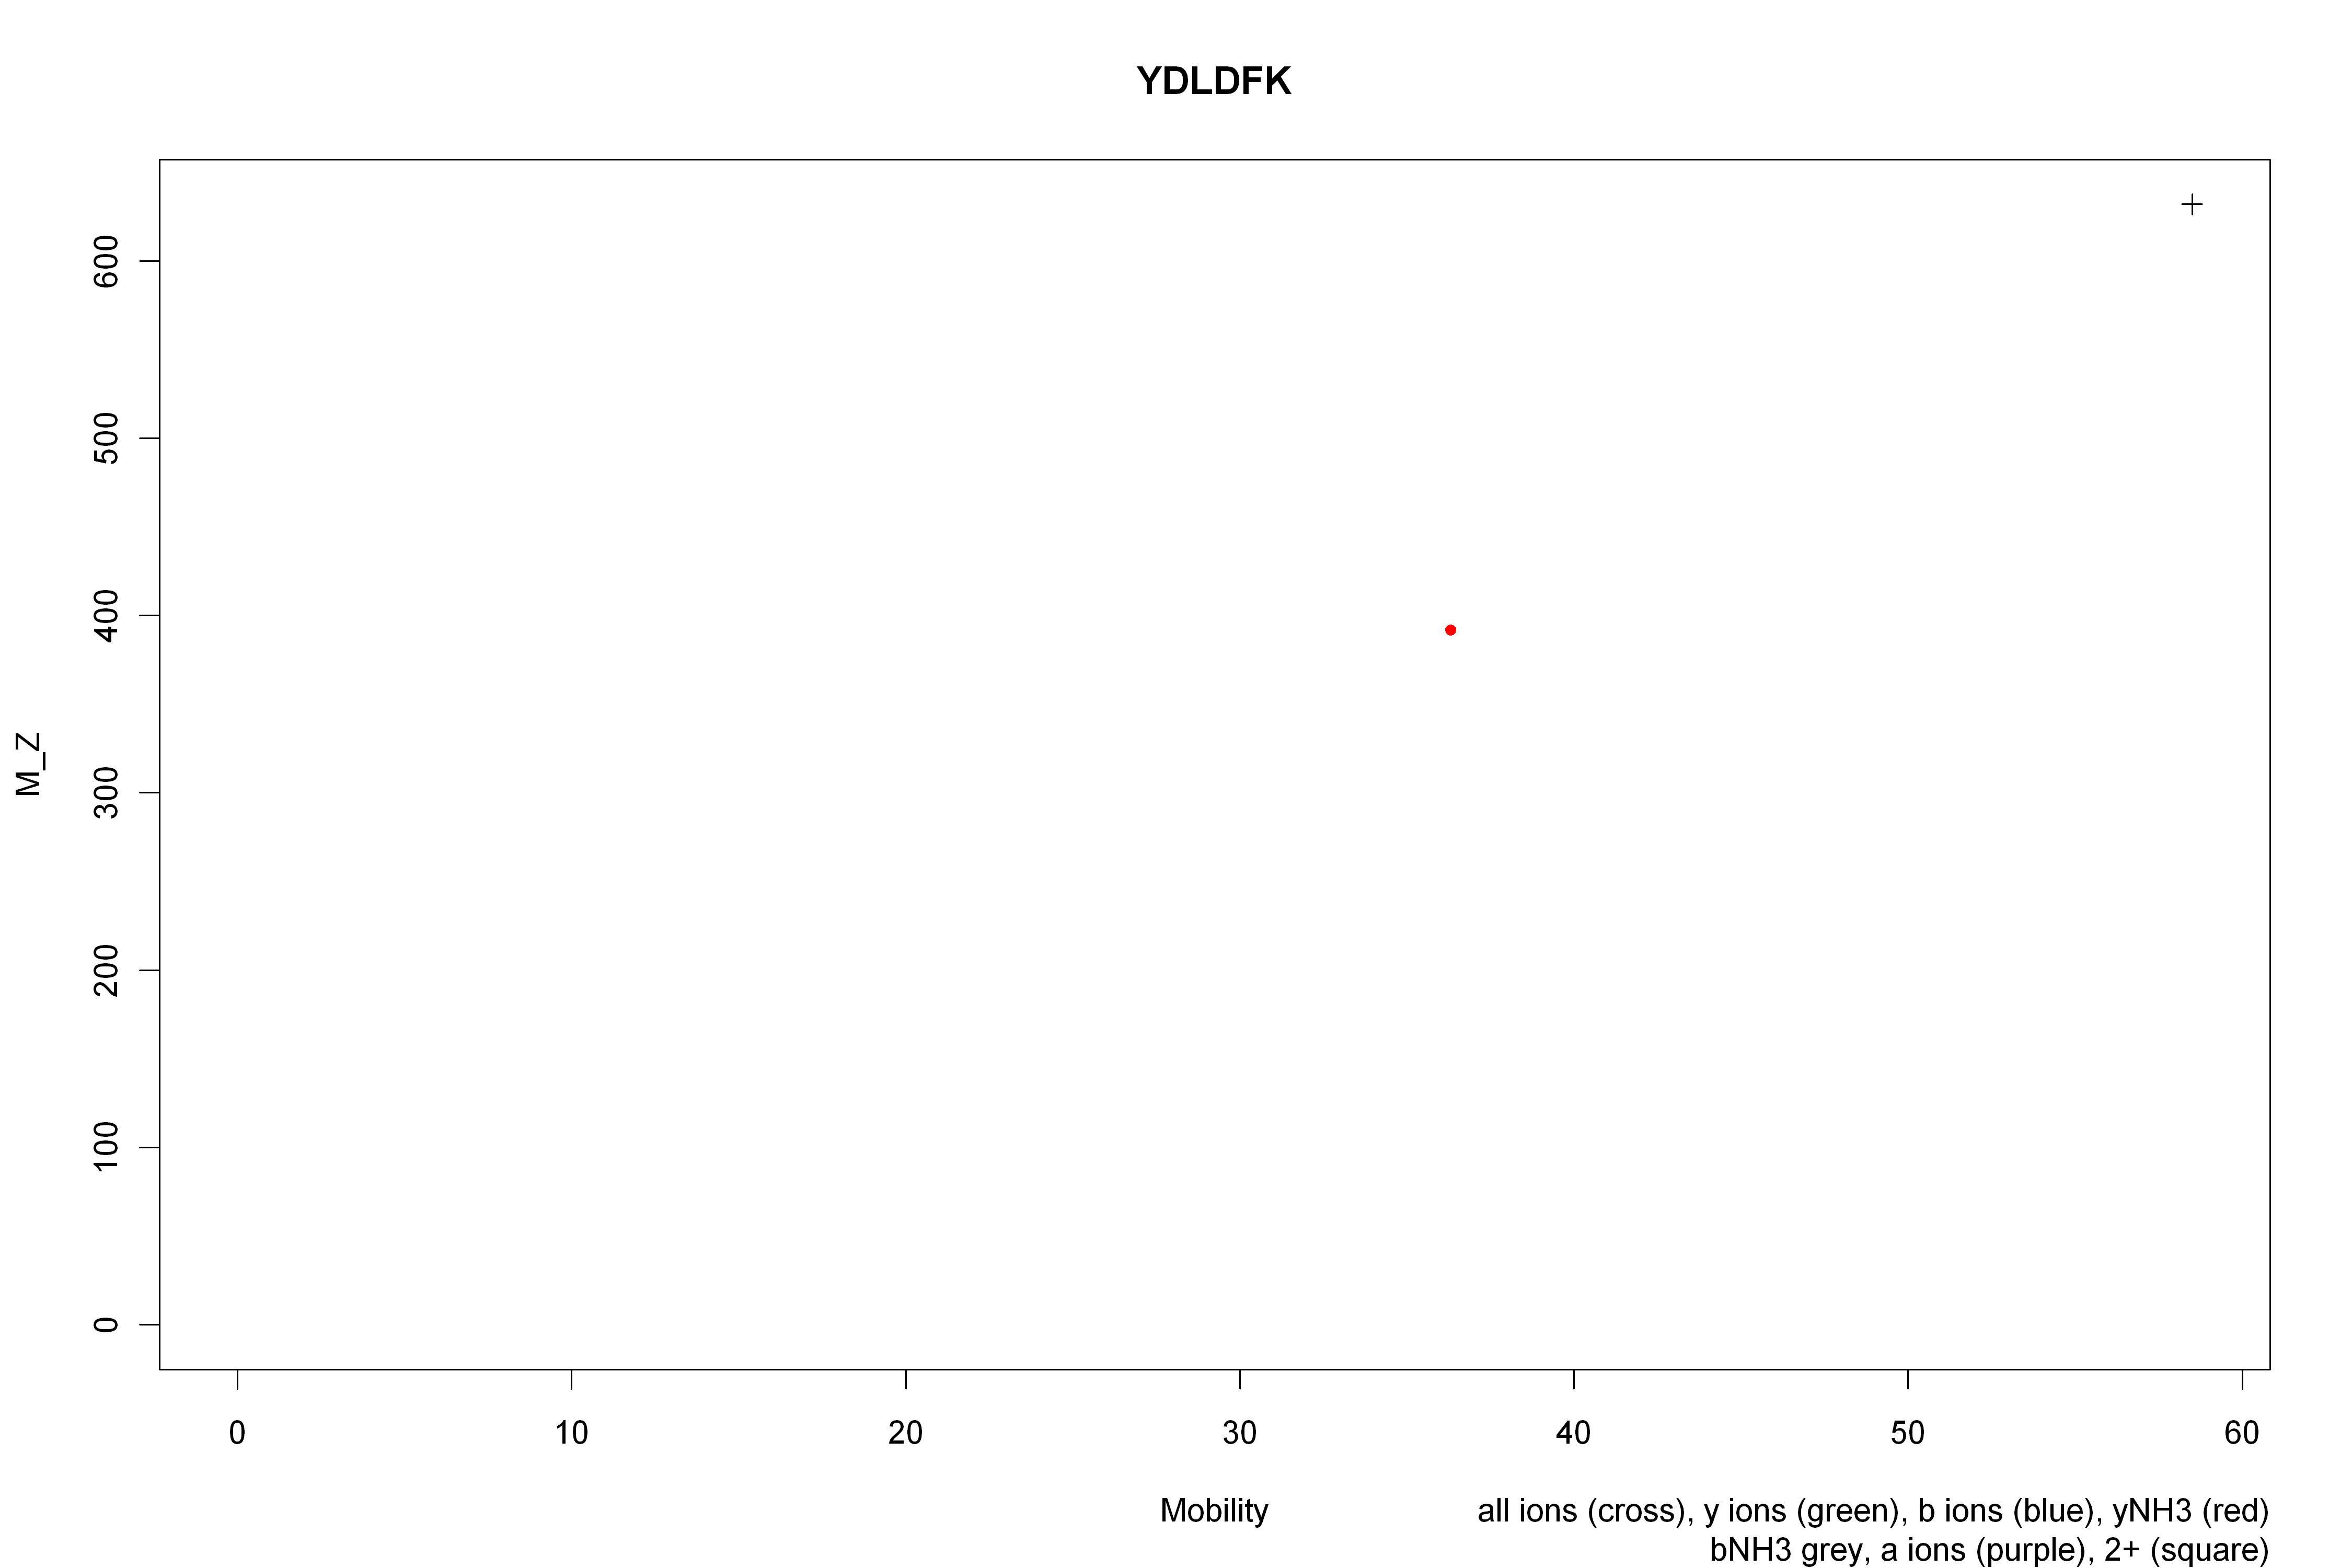 YDLDFK
M_Z
600
500
400
300
200
100
0
0 10 20 30 40 50 60
Mobility
all ions (cross), y ions (green), b ions (blue), yNH3 (red)
bNH3 grey, a ions (purple), 2+ (square)